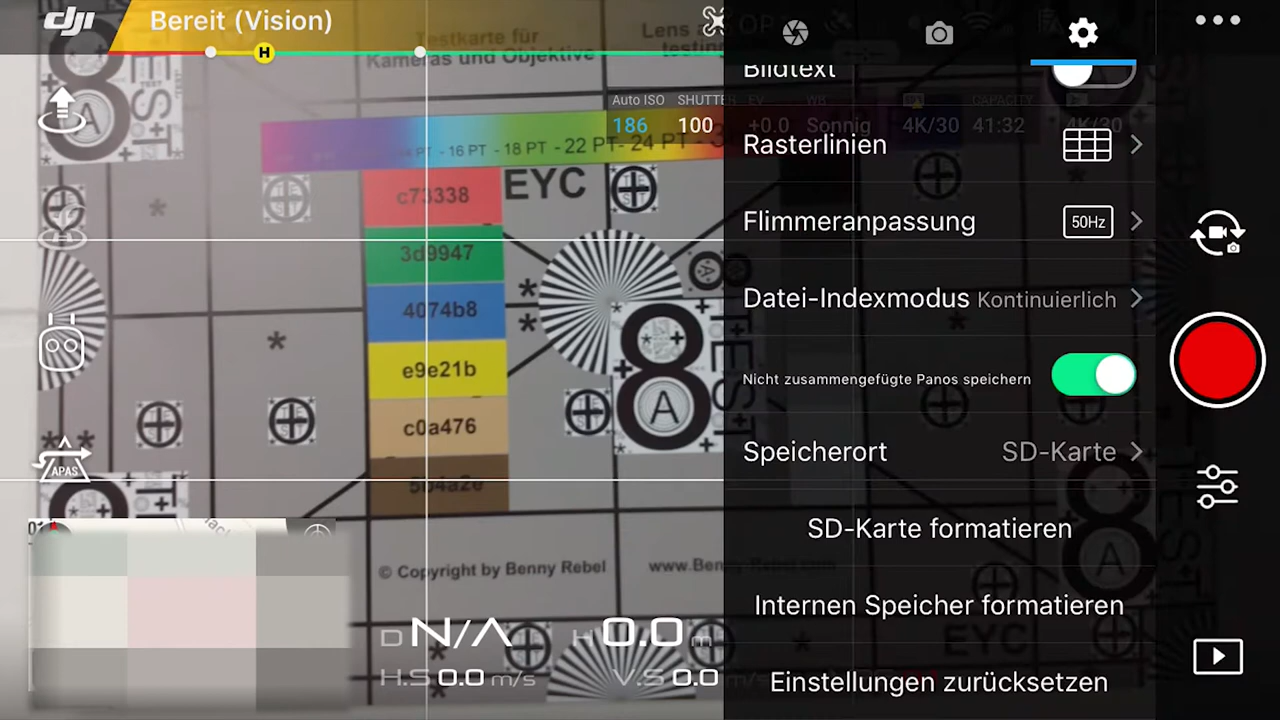 dji
Bereit (Vision)
H
Testkarte für
Kameras und Objektive
Auto ISO
SHUTTER
EV
WB
CAPACITY
186
100
+0.0
Sonnig
4K/30
41:32
4K/30
- 16 PT - 18 PT - 22 PT - 24 PT -
EYC
c73338
3d9947
4074b8
e9e21b
c0a476
5b4a2e
8
TEST
A
© Copyright by Benny Rebel
APAS
D N/A
H 0.0 m
H.S 0.0 m/s
V.S 0.0 m/s
Bildtext
Rasterlinien
Flimmeranpassung
50Hz
Datei-Indexmodus
Kontinuierlich
Nicht zusammengefügte Panos speichern
Speicherort
SD-Karte
SD-Karte formatieren
Internen Speicher formatieren
Einstellungen zurücksetzen